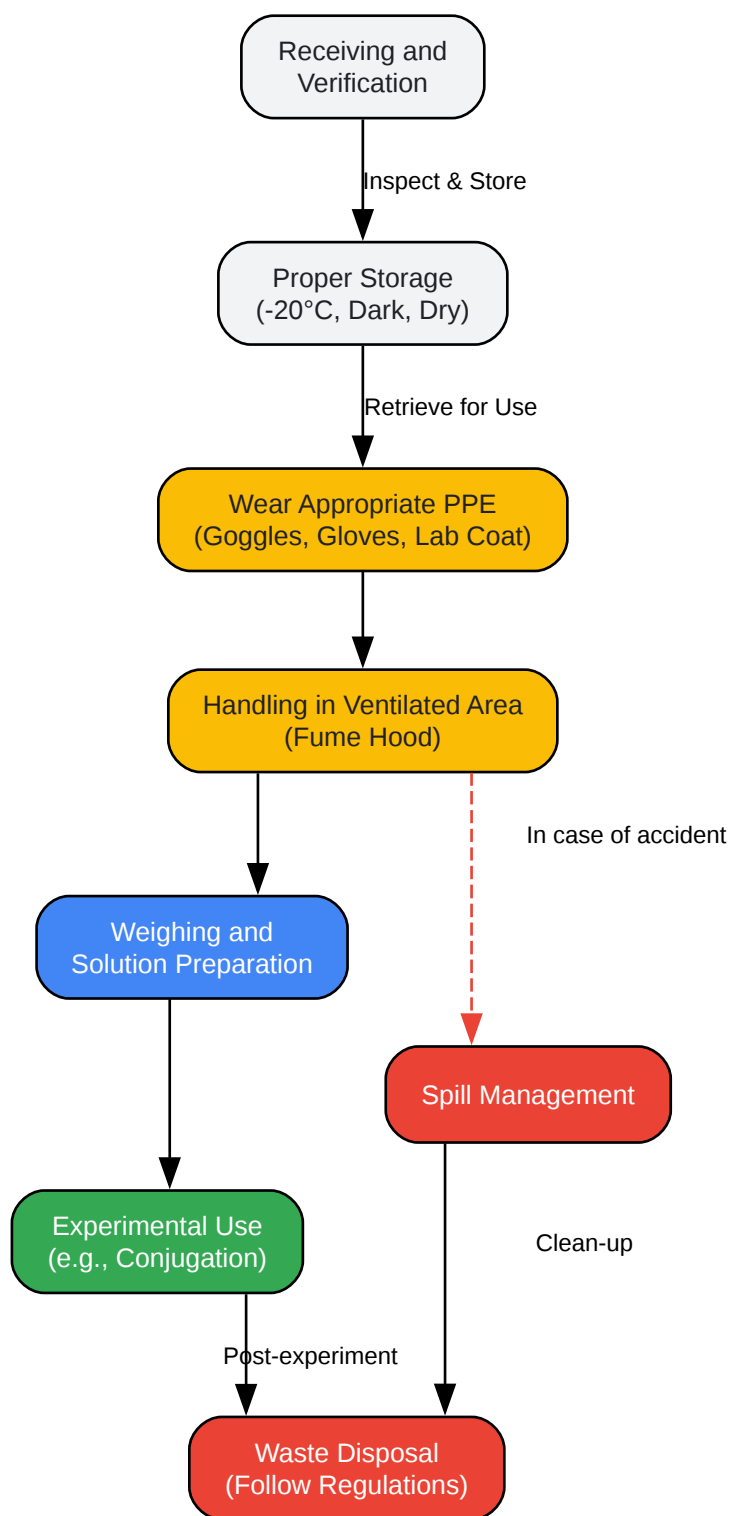 Receiving and
Verification
Inspect & Store
Proper Storage
(-20°C, Dark, Dry)
Retrieve for Use
Wear Appropriate PPE
(Goggles, Gloves, Lab Coat)
Handling in Ventilated Area
(Fume Hood)
In case of accident
Weighing and
Solution Preparation
Spill Management
Experimental Use
(e.g., Conjugation)
Clean-up
Post-experiment
Waste Disposal
(Follow Regulations)